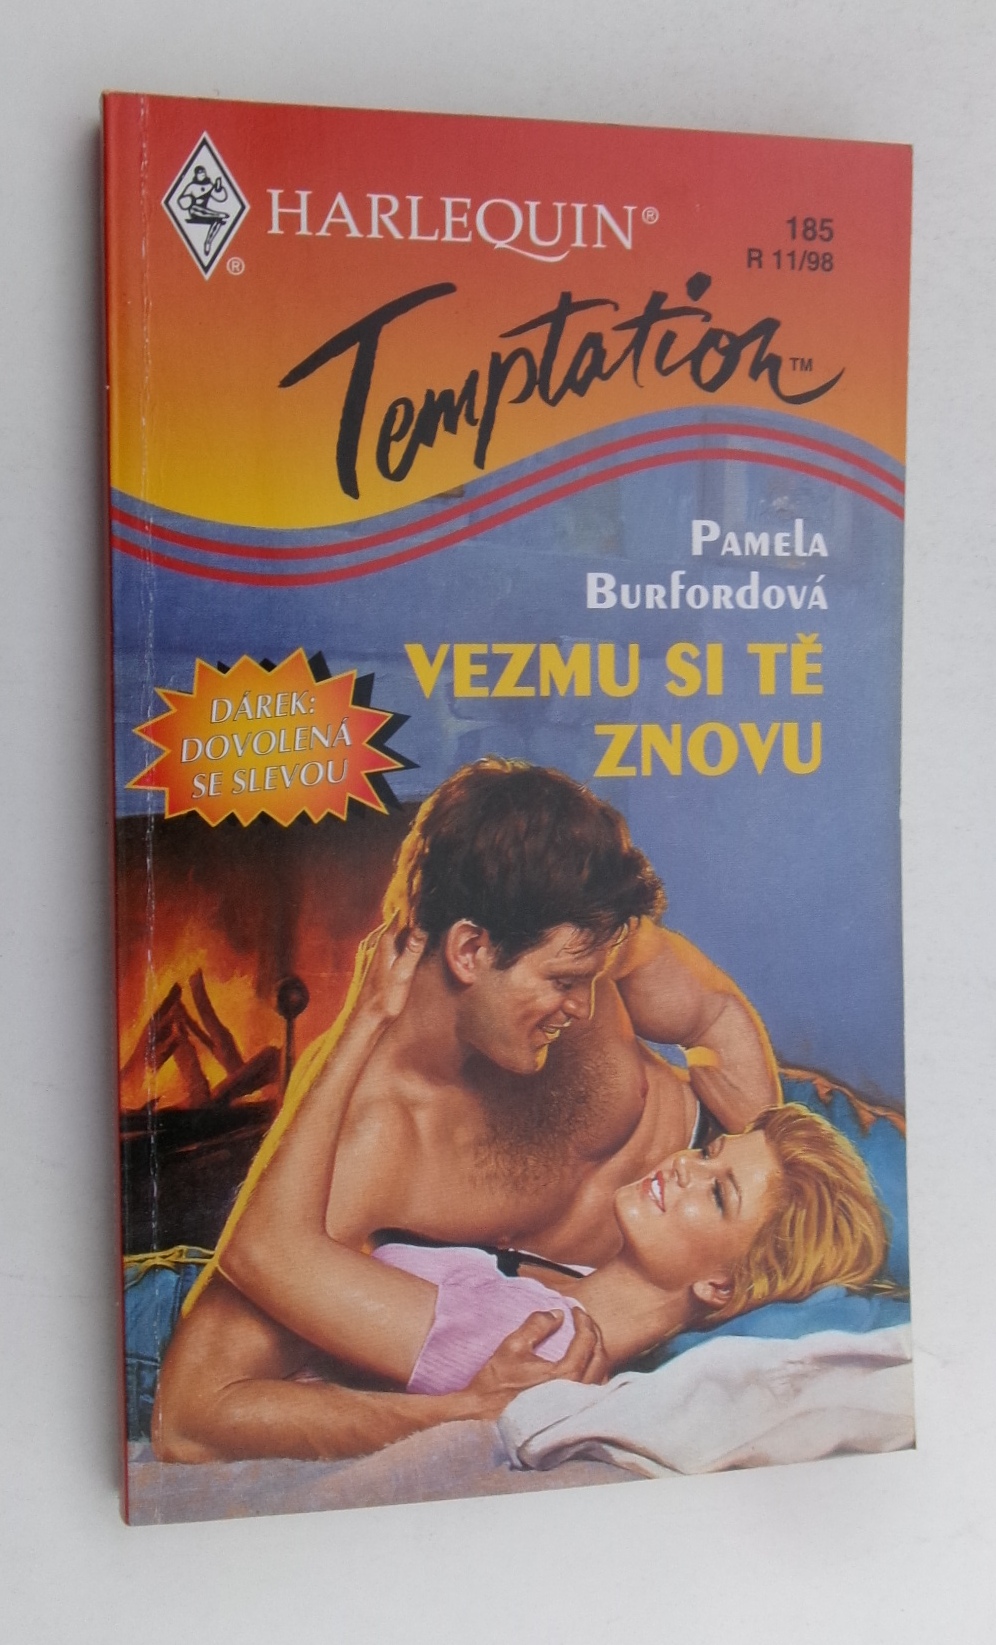 HARLEQUIN®
®
185
R 11/98
Temptation™
PAMELA
BURFORDOVÁ
VEZMU SI TĚ
ZNOVU
DÁREK:
DOVOLENÁ
SE SLEVOU